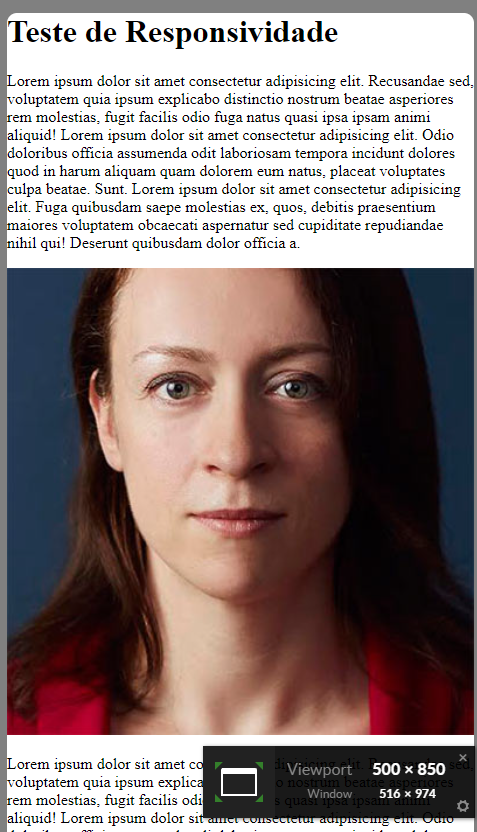 Teste de Responsividade
Lorem ipsum dolor sit amet consectetur adipisicing elit. Recusandae sed,
voluptatem quia ipsum explicabo distinctio nostrum beatae asperiores
rem molestias, fugit facilis odio fuga natus quasi ipsa ipsam animi
aliquid! Lorem ipsum dolor sit amet consectetur adipisicing elit. Odio
doloribus officia assumenda odit laboriosam tempora incidunt dolores
quod in harum aliquam quam dolorem eum natus, placeat voluptates
culpa beatae. Sunt. Lorem ipsum dolor sit amet consectetur adipisicing
elit. Fuga quibusdam saepe molestias ex, quos, debitis praesentium
maiores voluptatem obcaecati aspernatur sed cupiditate repudiandae
nihil qui! Deserunt quibusdam dolor officia a.
Lorem ipsum dolor sit amet
voluptatem quia ipsum
rem molestias, fugit facilis odio
aliquid! Lorem ipsum dolor sit amet consectetur adipisicing elit. Odio
Viewport 500 × 850
Window 516 × 974